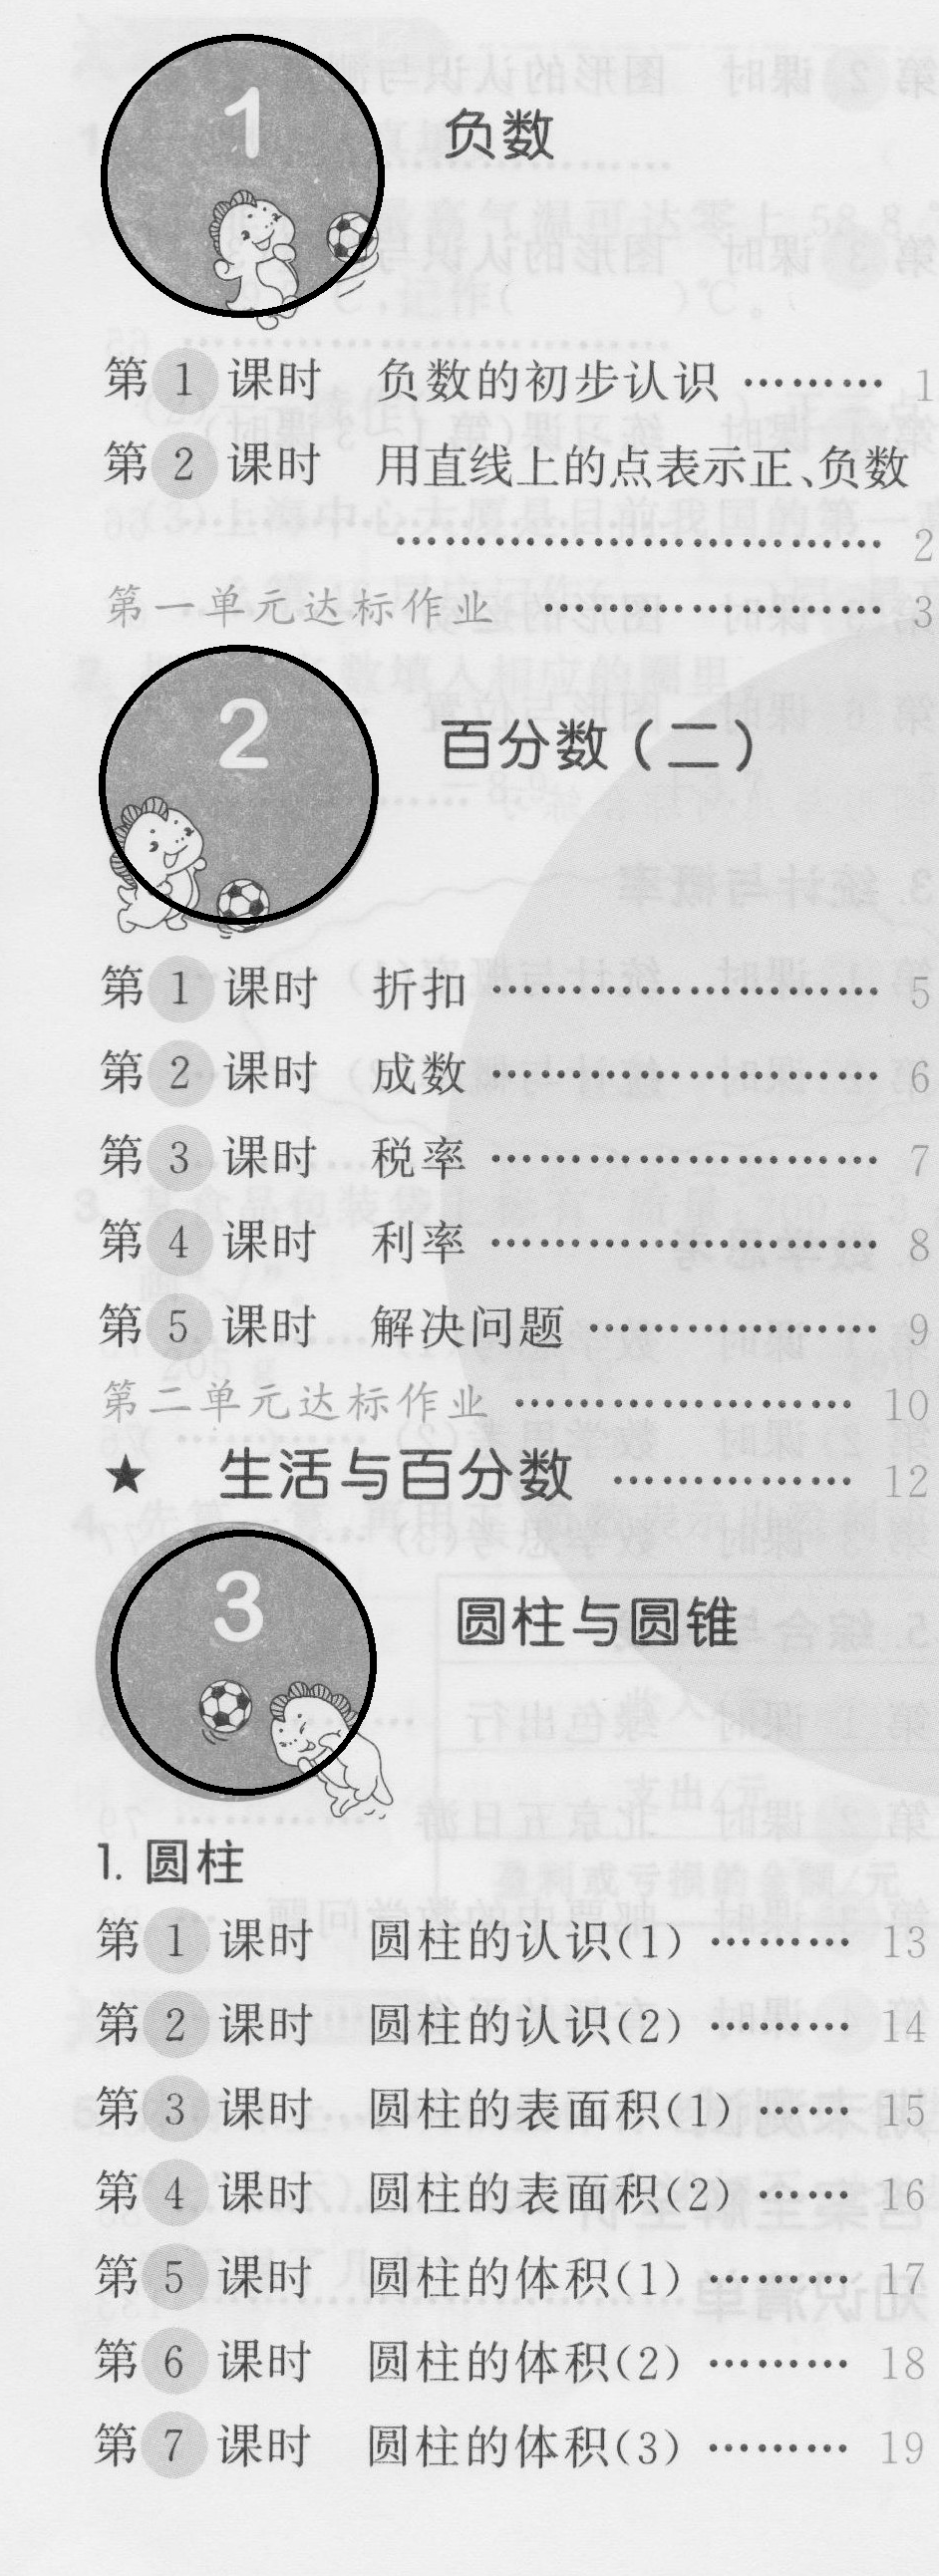 1 负数
第1课时 负数的初步认识 ……… 1
第2课时 用直线上的点表示正、负数
…………………………… 2
第一单元达标作业 ………………… 3
2 百分数(二)
第1课时 折扣 …………………… 5
第2课时 成数 …………………… 6
第3课时 税率 …………………… 7
第4课时 利率 …………………… 8
第5课时 解决问题 ……………… 9
第二单元达标作业 ………………… 10
★ 生活与百分数 …………… 12
3 圆柱与圆锥
1. 圆柱
第1课时 圆柱的认识(1) ……… 13
第2课时 圆柱的认识(2) ……… 14
第3课时 圆柱的表面积(1) …… 15
第4课时 圆柱的表面积(2) …… 16
第5课时 圆柱的体积(1) ……… 17
第6课时 圆柱的体积(2) ……… 18
第7课时 圆柱的体积(3) ……… 19